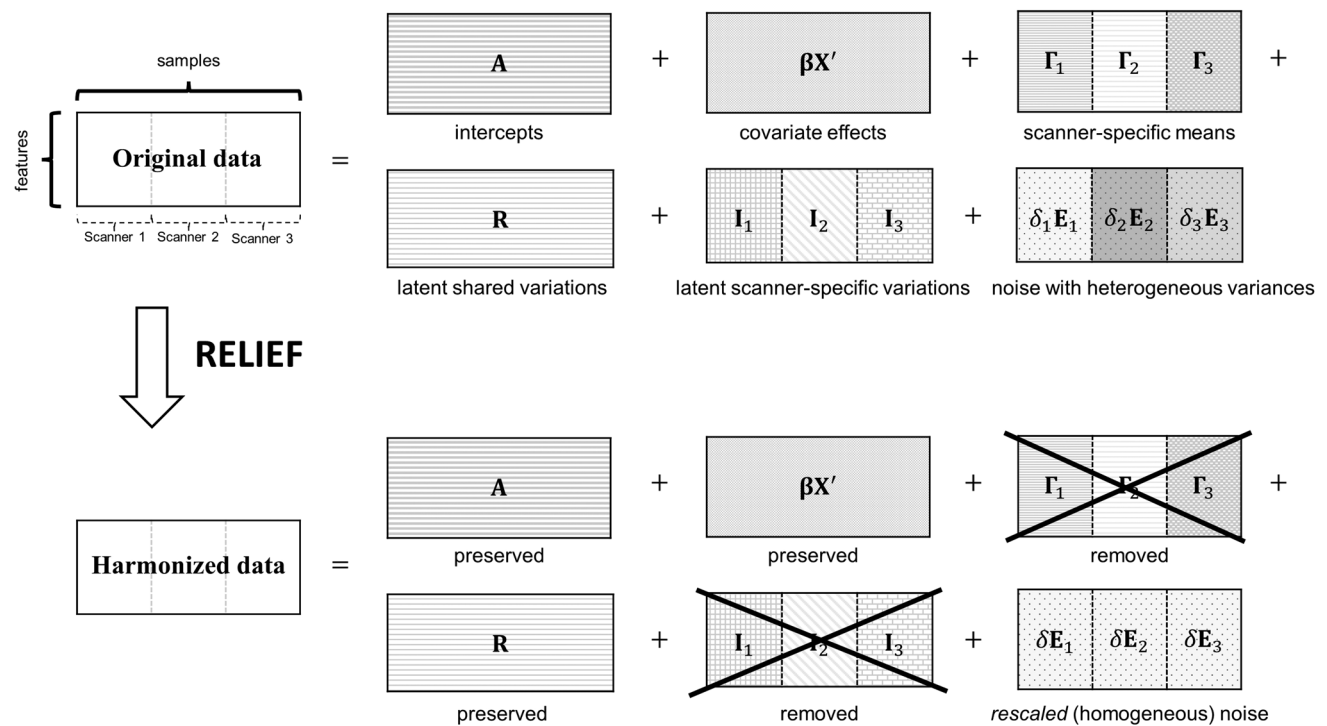 samples
features
Original data
Scanner 1 Scanner 2 Scanner 3
=
A + βX′ + Γ₁ Γ₂ Γ₃ +
intercepts covariate effects scanner-specific means
R + I₁ I₂ I₃ + δ₁E₁ δ₂E₂ δ₃E₃
latent shared variations latent scanner-specific variations noise with heterogeneous variances
RELIEF
Harmonized data
=
A + βX′ + Γ₁ Γ₂ Γ₃ +
preserved preserved removed
R + I₁ I₂ I₃ + δE₁ δE₂ δE₃
preserved removed rescaled (homogeneous) noise